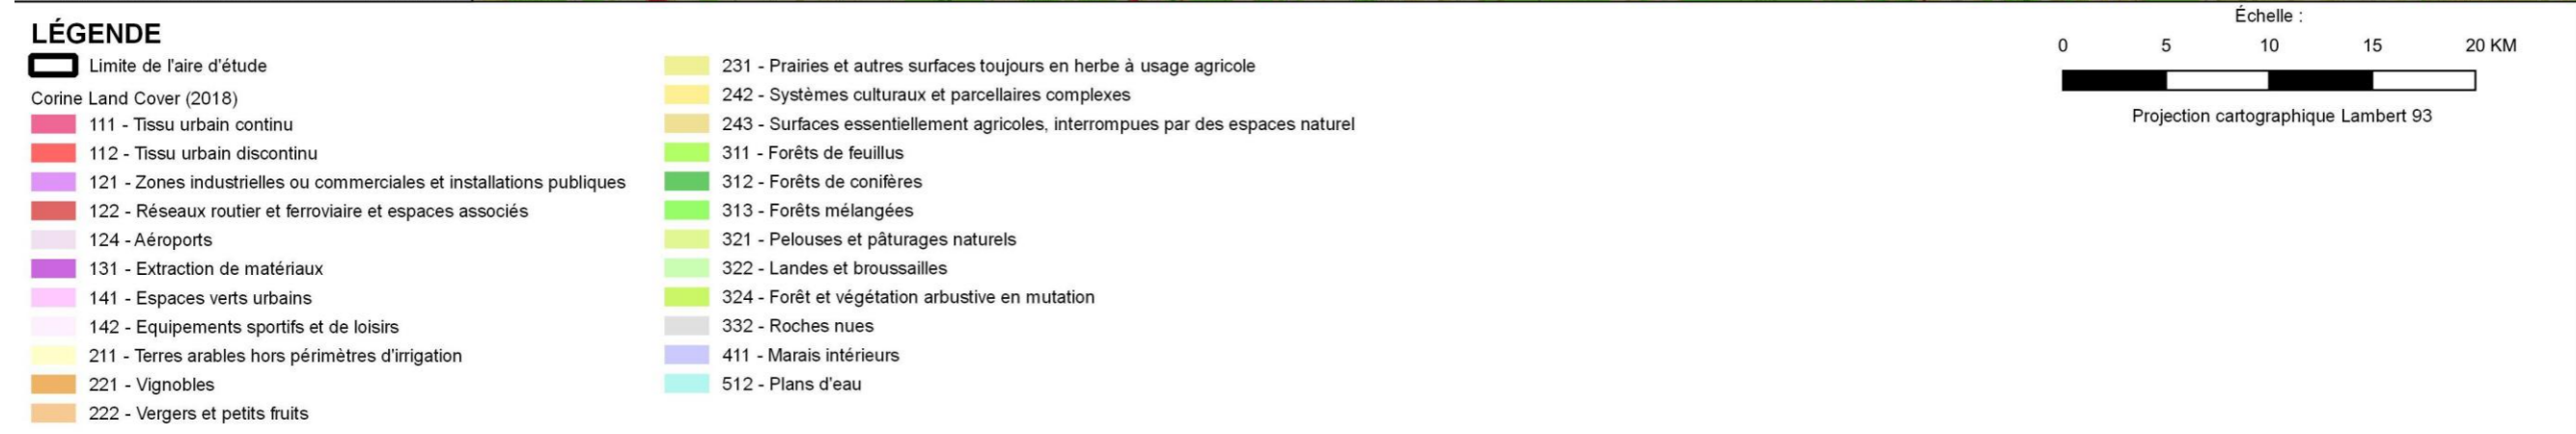 LÉGENDE
Limite de l'aire d'étude
Corine Land Cover (2018)
111 - Tissu urbain continu
112 - Tissu urbain discontinu
121 - Zones industrielles ou commerciales et installations publiques
122 - Réseaux routier et ferroviaire et espaces associés
124 - Aéroports
131 - Extraction de matériaux
141 - Espaces verts urbains
142 - Equipements sportifs et de loisirs
211 - Terres arables hors périmètres d'irrigation
221 - Vignobles
222 - Vergers et petits fruits
231 - Prairies et autres surfaces toujours en herbe à usage agricole
242 - Systèmes culturaux et parcellaires complexes
243 - Surfaces essentiellement agricoles, interrompues par des espaces naturel
311 - Forêts de feuillus
312 - Forêts de conifères
313 - Forêts mélangées
321 - Pelouses et pâturages naturels
322 - Landes et broussailles
324 - Forêt et végétation arbustive en mutation
332 - Roches nues
411 - Marais intérieurs
512 - Plans d'eau
Échelle :
0 5 10 15 20 KM
Projection cartographique Lambert 93